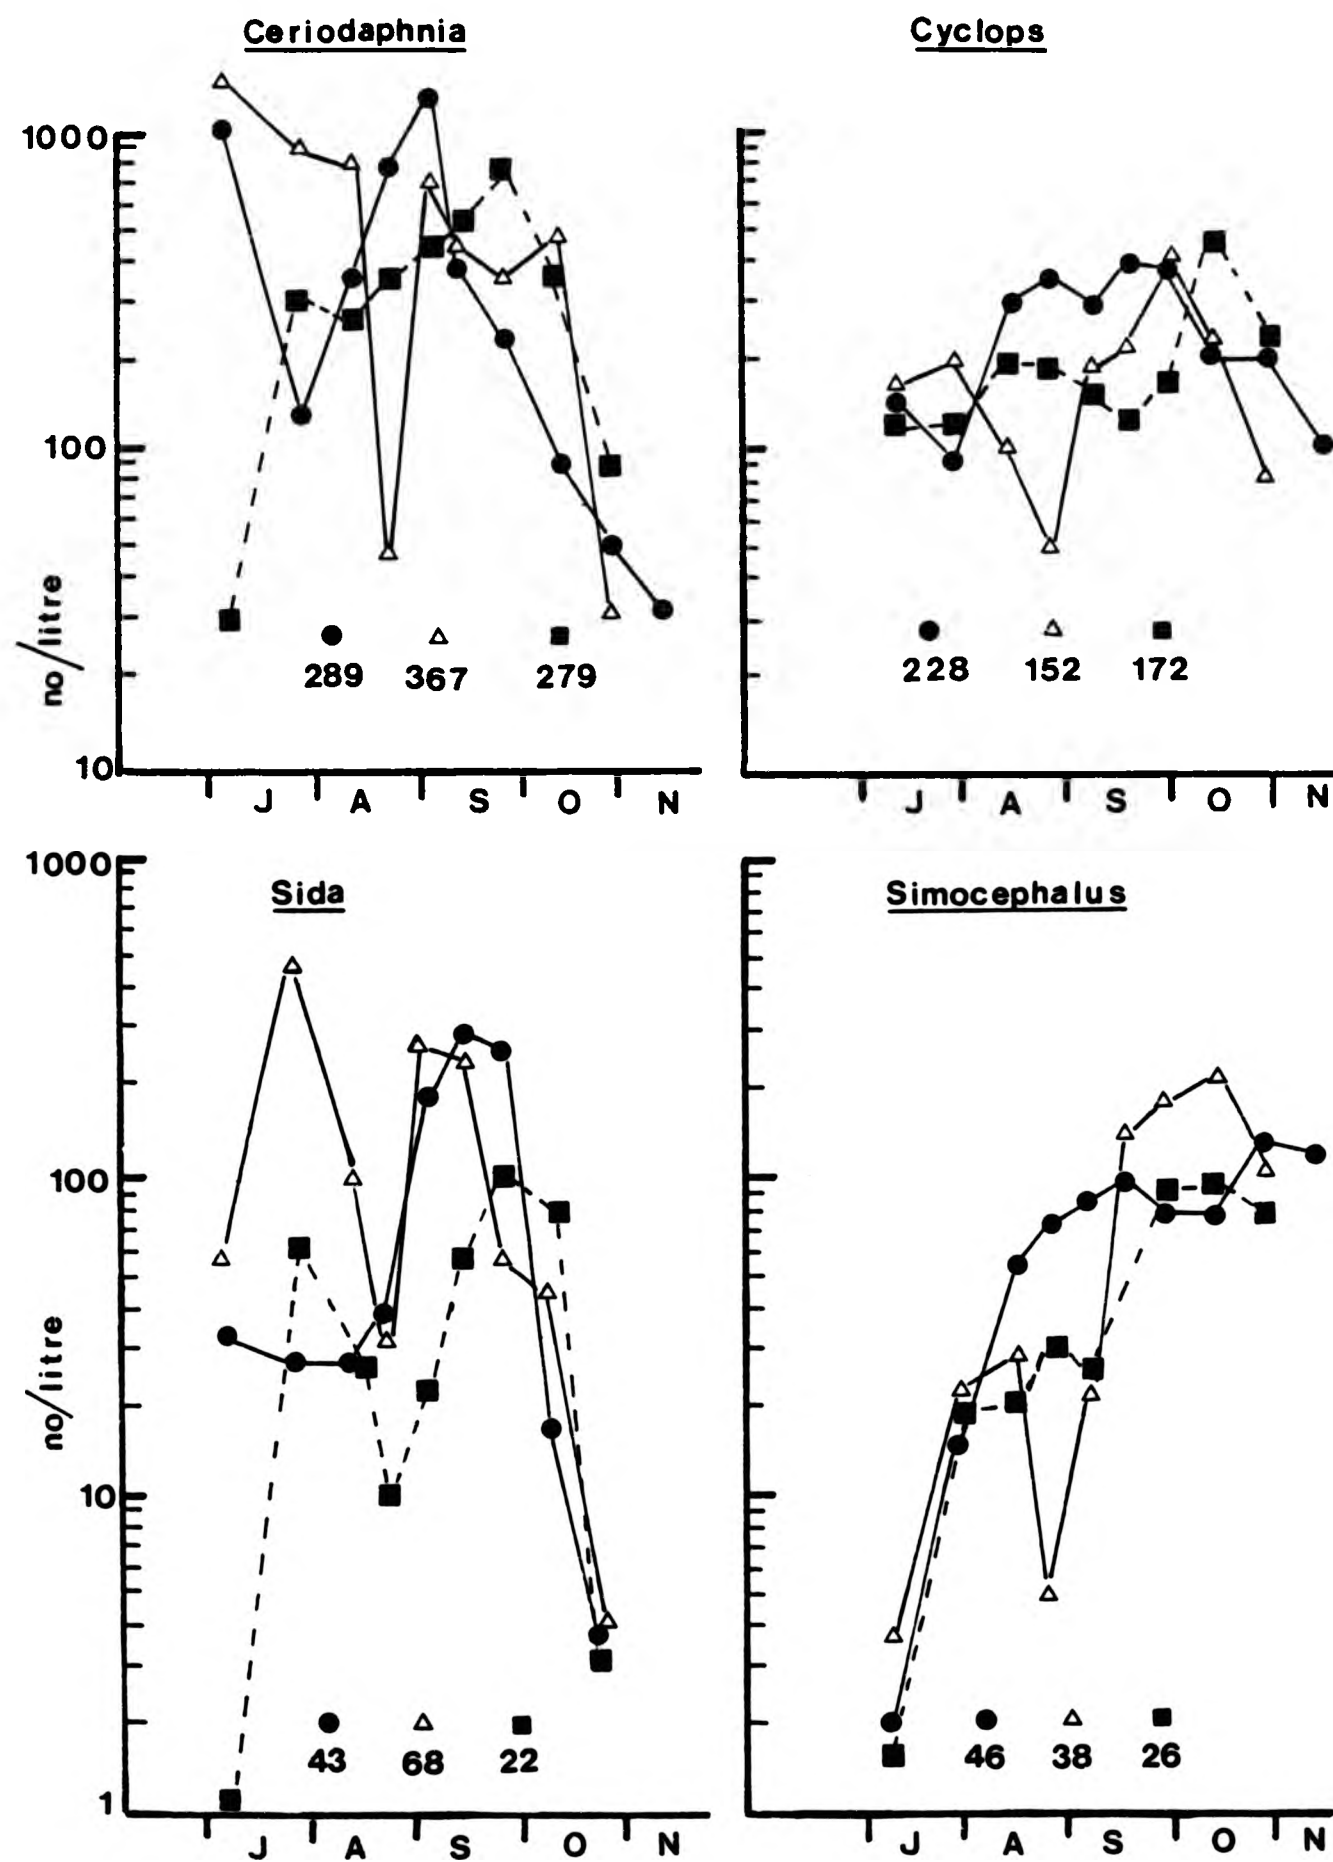 Ceriodaphnia
Cyclops
1000
100
no/litre
289 367 279
228 152 172
10
J A S O N
J A S O N
1000
Sida
Simocephalus
100
no/litre
10
43 68 22
46 38 26
1
J A S O N
J A S O N